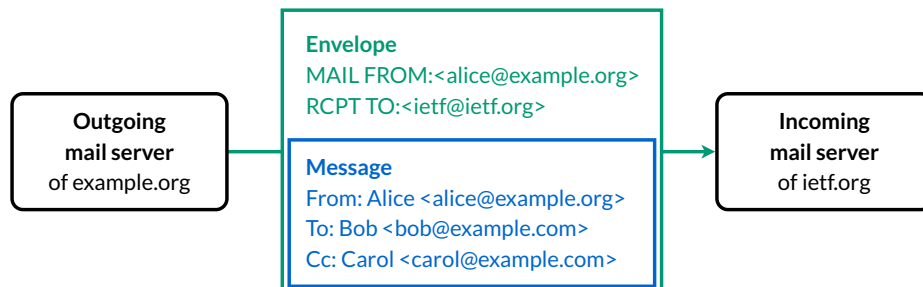 Outgoing
mail server
of example.org
Envelope
MAIL FROM:<alice@example.org>
RCPT TO:<ietf@ietf.org>
Message
From: Alice <alice@example.org>
To: Bob <bob@example.com>
Cc: Carol <carol@example.com>
Incoming
mail server
of ietf.org